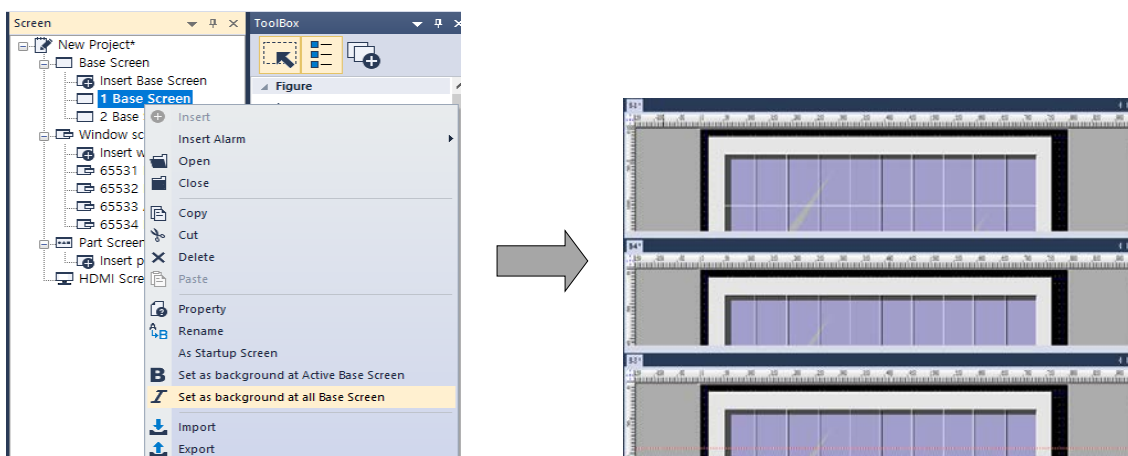 Screen
ToolBox
New Project*
Base Screen
Insert Base Screen
1 Base Screen
2 Base
Window sc
Insert w
65531
65532
65533
65534
Part Screen
Insert p
HDMI Scre
Figure
Insert
Insert Alarm
Open
Close
Copy
Cut
Delete
Paste
Property
Rename
As Startup Screen
Set as background at Active Base Screen
Set as background at all Base Screen
Import
Export